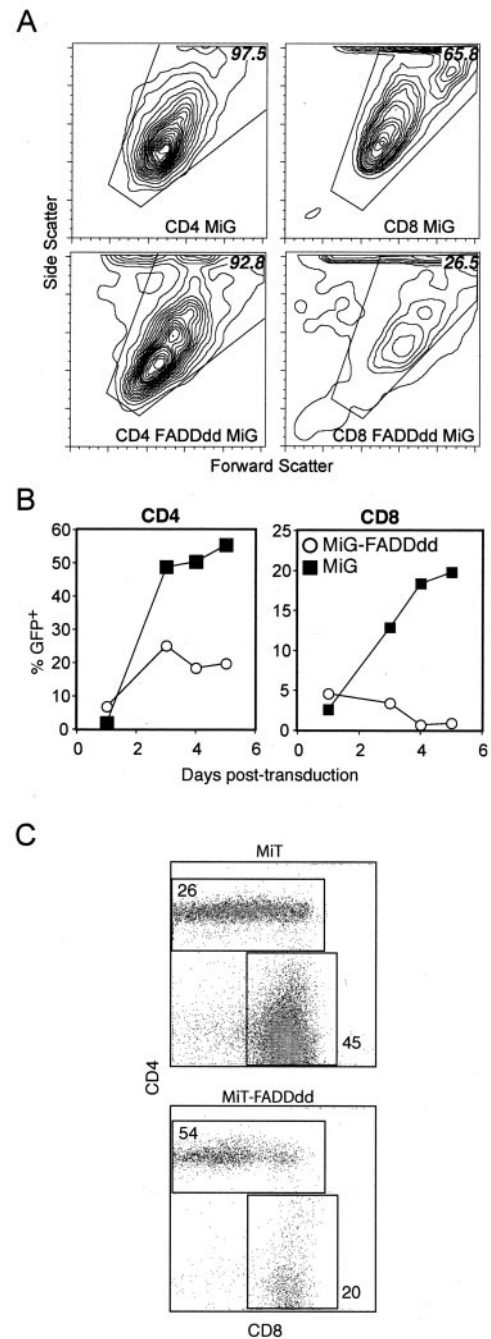 A
97.5
65.8
Side Scatter
CD4 MiG
CD8 MiG
92.8
26.5
CD4 FADDdd MiG
CD8 FADDdd MiG
Forward Scatter
B
CD4
CD8
% GFP+
60
50
40
30
20
10
0
0
2
4
6
25
20
15
10
5
0
0
2
4
6
MiG-FADDdd
MiG
Days post-transduction
C
MiT
26
45
CD4
MiT-FADDdd
54
20
CD8